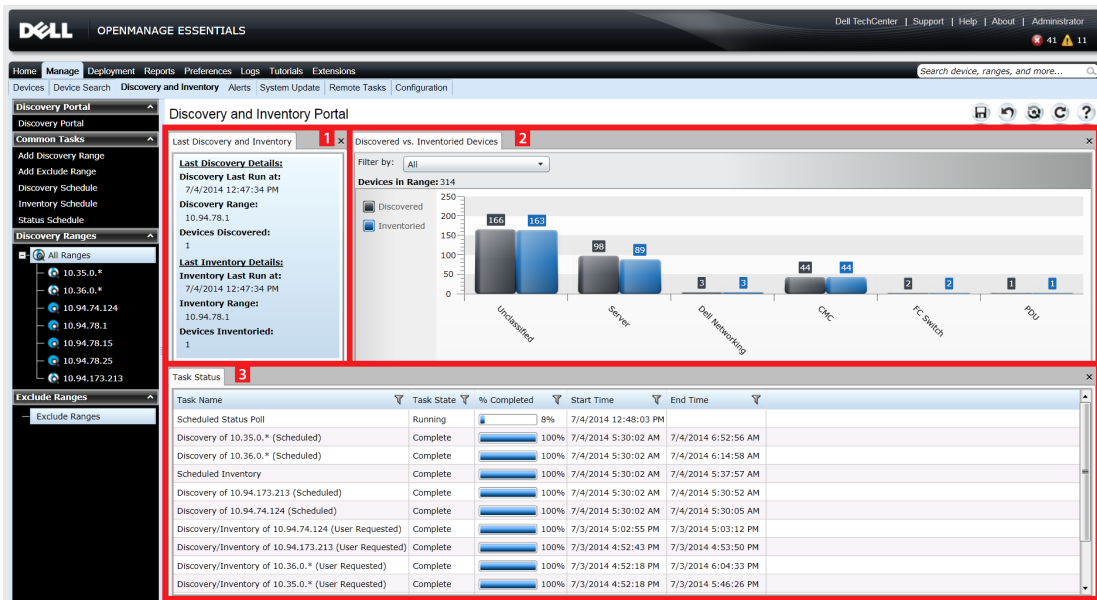 DELL OPENMANAGE ESSENTIALS
Dell TechCenter | Support | Help | About | Administrator
41 11
Home Manage Deployment Reports Preferences Logs Tutorials Extensions
Search device, ranges, and more...
Devices Device Search Discovery and Inventory Alerts System Update Remote Tasks Configuration
Discovery Portal
Discovery Portal
Common Tasks
Add Discovery Range
Add Exclude Range
Discovery Schedule
Inventory Schedule
Status Schedule
Discovery Ranges
All Ranges
10.35.0.*
10.36.0.*
10.94.74.124
10.94.78.1
10.94.78.15
10.94.78.25
10.94.173.213
Exclude Ranges
Exclude Ranges
Discovery and Inventory Portal
Last Discovery and Inventory 1
Last Discovery Details:
Discovery Last Run at:
7/4/2014 12:47:34 PM
Discovery Range:
10.94.78.1
Devices Discovered:
1
Last Inventory Details:
Inventory Last Run at:
7/4/2014 12:47:34 PM
Inventory Range:
10.94.78.1
Devices Inventoried:
1
Discovered vs. Inventoried Devices 2
Filter by: All
Devices in Range: 314
Discovered
Inventoried
250
200
150
100
50
0
166 163
98 89
3 3
44 44
2 2
1 1
Unclassified
Server
Dell Networking
CMC
FC Switch
PDU
Task Status 3
Task Name Task State % Completed Start Time End Time
Scheduled Status Poll Running 8% 7/4/2014 12:48:03 PM
Discovery of 10.35.0.* (Scheduled) Complete 100% 7/4/2014 5:30:02 AM 7/4/2014 6:52:56 AM
Discovery of 10.36.0.* (Scheduled) Complete 100% 7/4/2014 5:30:02 AM 7/4/2014 6:14:58 AM
Scheduled Inventory Complete 100% 7/4/2014 5:30:02 AM 7/4/2014 5:37:57 AM
Discovery of 10.94.173.213 (Scheduled) Complete 100% 7/4/2014 5:30:02 AM 7/4/2014 5:30:52 AM
Discovery of 10.94.74.124 (Scheduled) Complete 100% 7/4/2014 5:30:02 AM 7/4/2014 5:30:05 AM
Discovery/Inventory of 10.94.74.124 (User Requested) Complete 100% 7/3/2014 5:02:55 PM 7/3/2014 5:03:12 PM
Discovery/Inventory of 10.94.173.213 (User Requested) Complete 100% 7/3/2014 4:52:43 PM 7/3/2014 4:53:50 PM
Discovery/Inventory of 10.36.0.* (User Requested) Complete 100% 7/3/2014 4:52:18 PM 7/3/2014 6:04:33 PM
Discovery/Inventory of 10.35.0.* (User Requested) Complete 100% 7/3/2014 4:52:18 PM 7/3/2014 5:46:26 PM